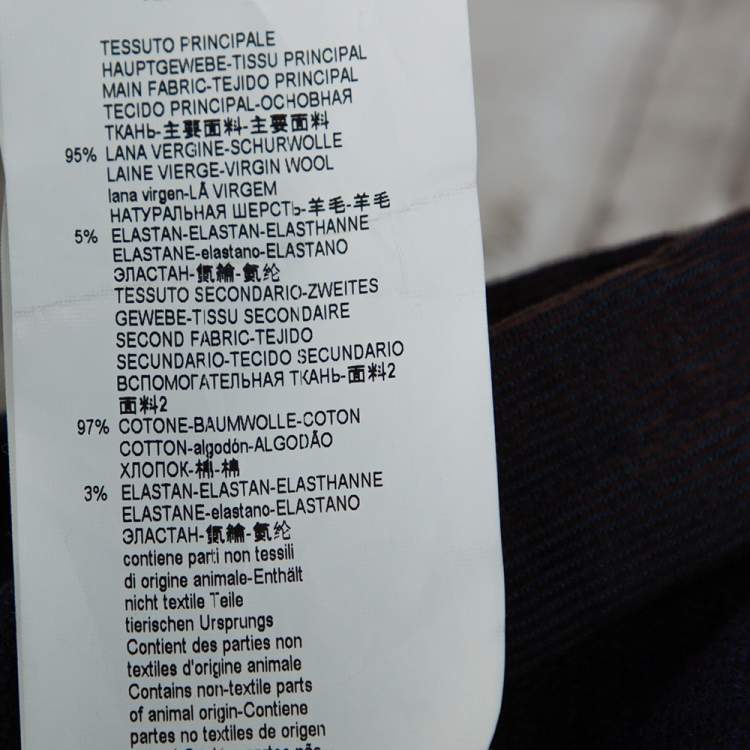 TESSUTO PRINCIPALE
HAUPTGEWEBE-TISSU PRINCIPAL
MAIN FABRIC-TEJIDO PRINCIPAL
TECIDO PRINCIPAL-ОСНОВНАЯ
ТКАНЬ-主要面料-主要面料
95% LANA VERGINE-SCHURWOLLE
LAINE VIERGE-VIRGIN WOOL
lana virgen-LÃ VIRGEM
НАТУРАЛЬНАЯ ШЕРСТЬ-羊毛-羊毛
5% ELASTAN-ELASTAN-ELASTHANNE
ELASTANE-elastano-ELASTANO
ЭЛАСТАН-氨綸-氨纶
TESSUTO SECONDARIO-ZWEITES
GEWEBE-TISSU SECONDAIRE
SECOND FABRIC-TEJIDO
SECUNDARIO-TECIDO SECUNDARIO
ВСПОМОГАТЕЛЬНАЯ ТКАНЬ-面料2
面料2
97% COTONE-BAUMWOLLE-COTON
COTTON-algodón-ALGODÃO
ХЛОПОК-棉-棉
3% ELASTAN-ELASTAN-ELASTHANNE
ELASTANE-elastano-ELASTANO
ЭЛАСТАН-氨綸-氨纶
contiene parti non tessili
di origine animale-Enthält
nicht textile Teile
tierischen Ursprungs
Contient des parties non
textiles d'origine animale
Contains non-textile parts
of animal origin-Contiene
partes no textiles de origen